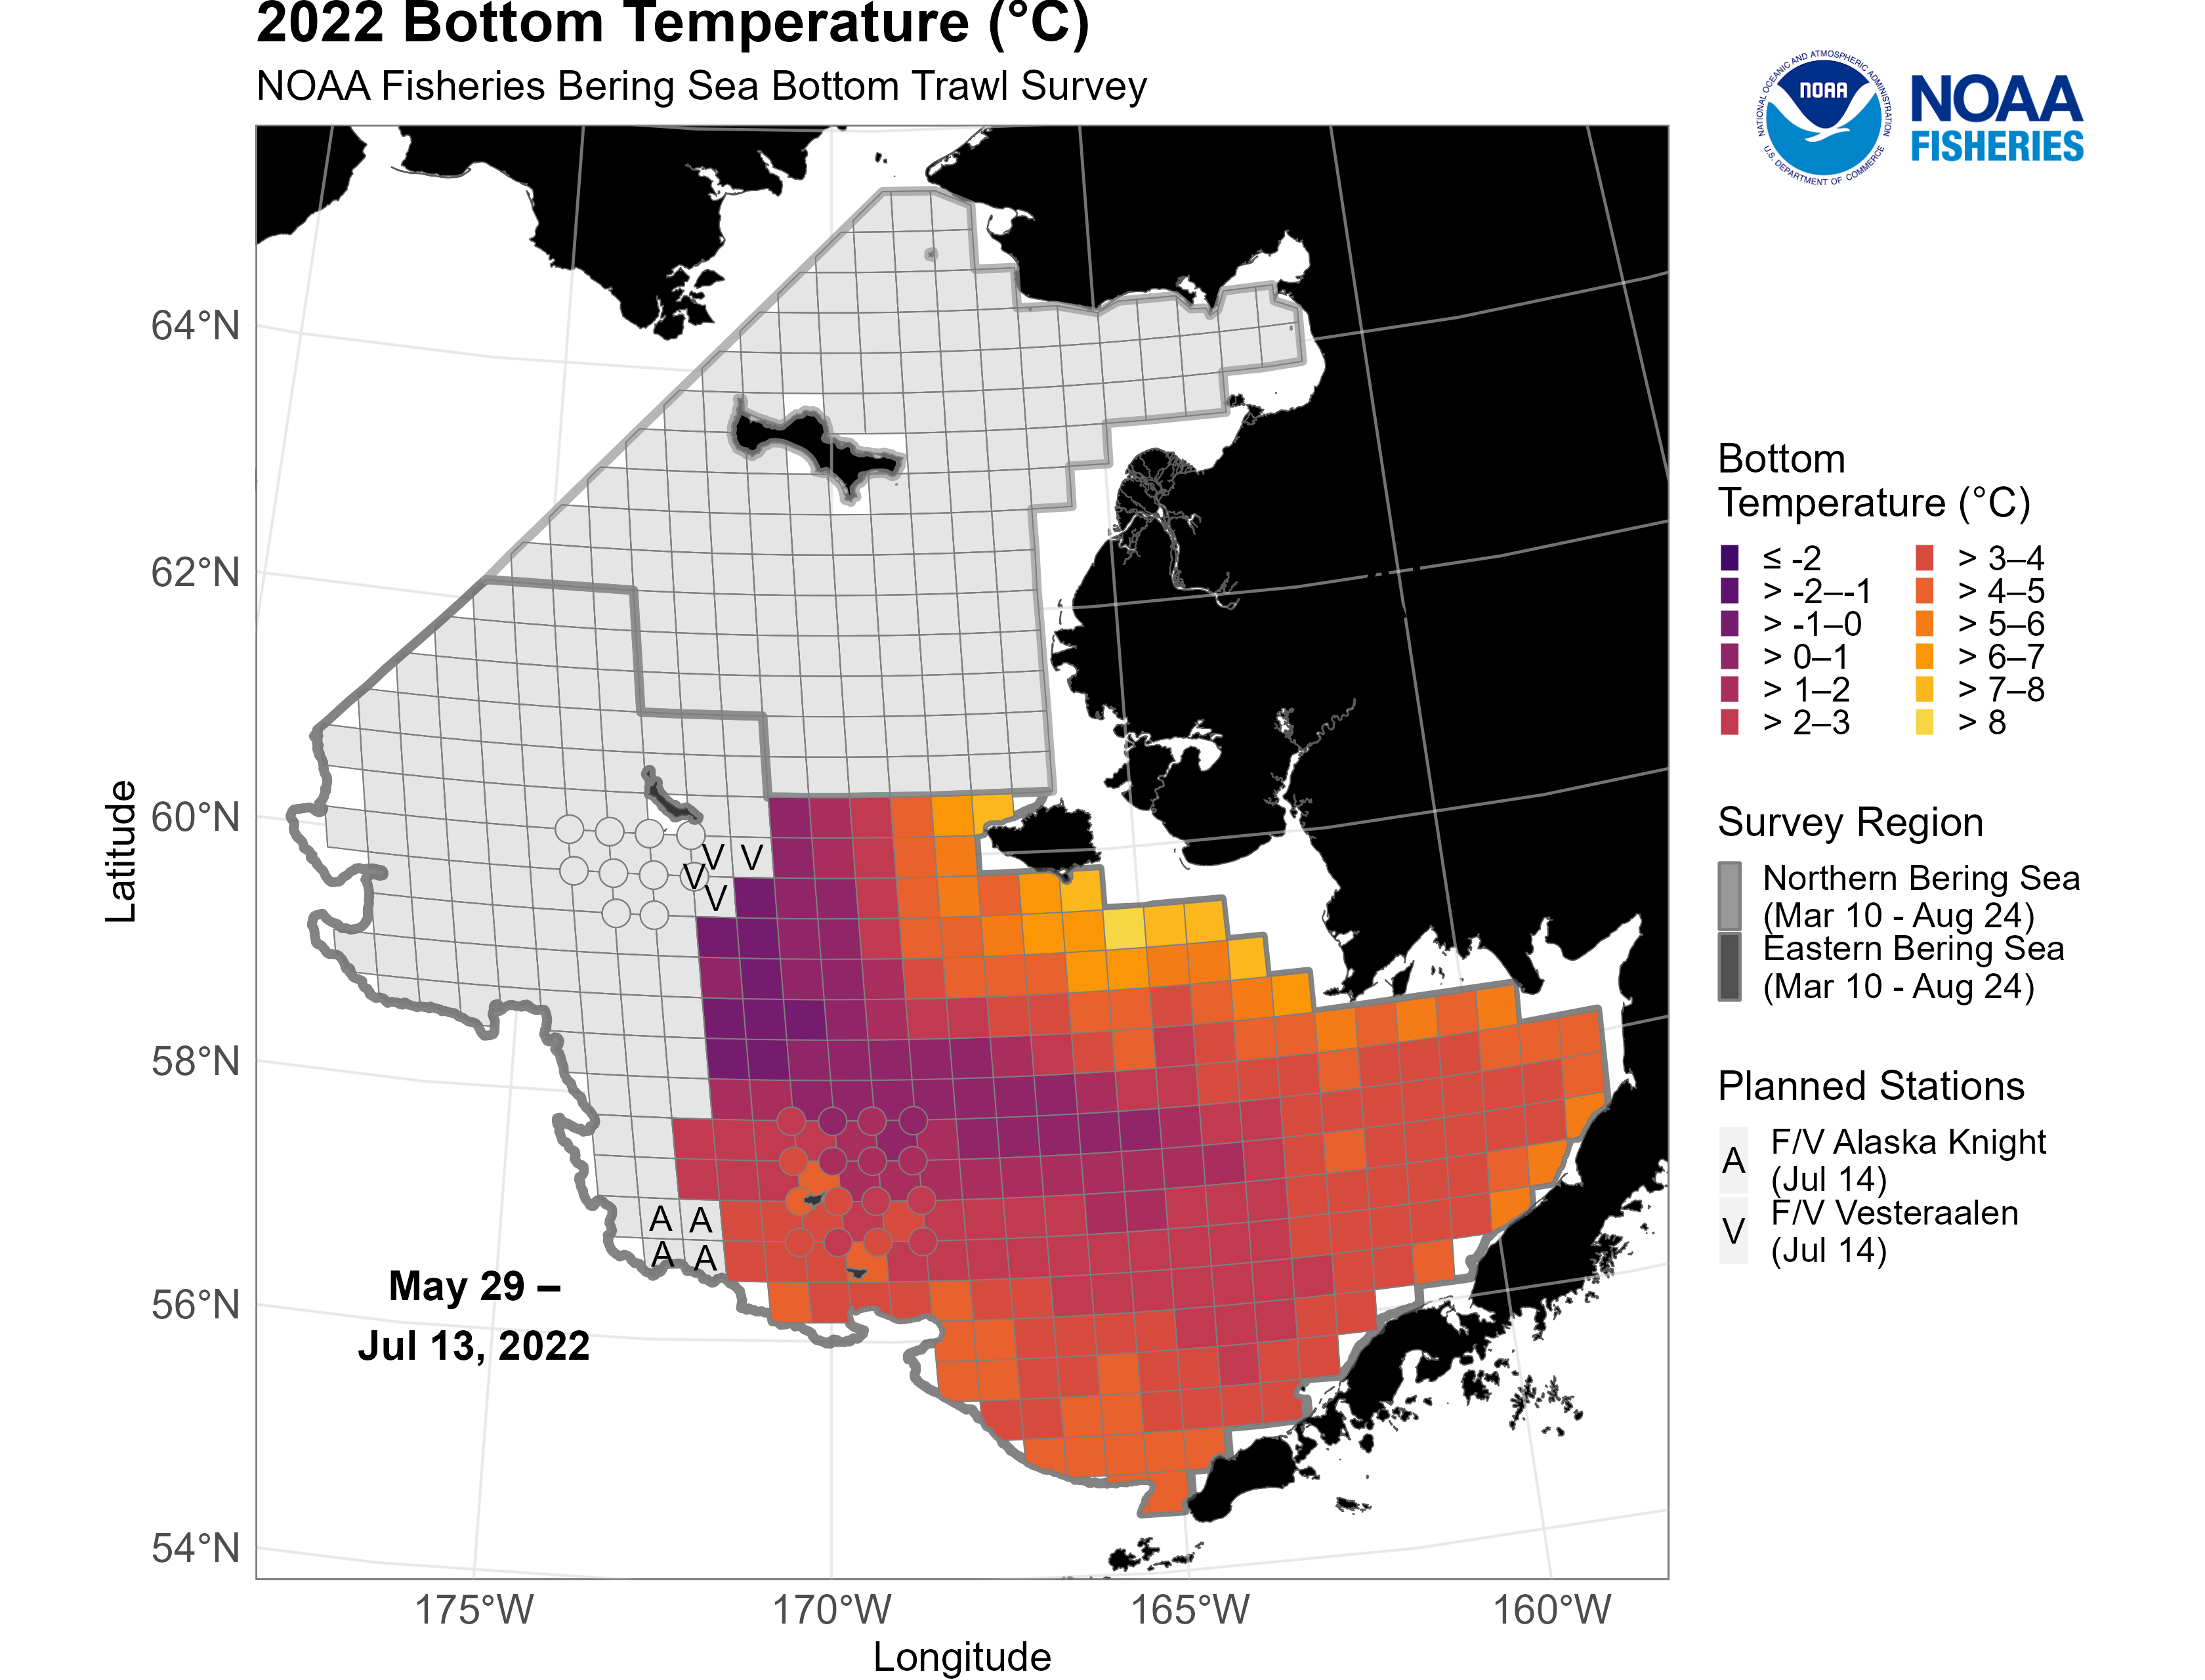 2022 Bottom Temperature (°C)
NOAA Fisheries Bering Sea Bottom Trawl Survey
NATIONAL OCEANIC AND ATMOSPHERIC ADMINISTRATION
NOAA
U.S. DEPARTMENT OF COMMERCE
NOAA
FISHERIES
64°N
62°N
60°N
58°N
56°N
54°N
Latitude
V V
V
V
A A
A A
May 29 –
Jul 13, 2022
175°W 170°W 165°W 160°W
Longitude
Bottom
Temperature (°C)
≤ -2
> -2–-1
> -1–0
> 0–1
> 1–2
> 2–3
> 3–4
> 4–5
> 5–6
> 6–7
> 7–8
> 8
Survey Region
Northern Bering Sea
(Mar 10 - Aug 24)
Eastern Bering Sea
(Mar 10 - Aug 24)
Planned Stations
A F/V Alaska Knight
(Jul 14)
V F/V Vesteraalen
(Jul 14)